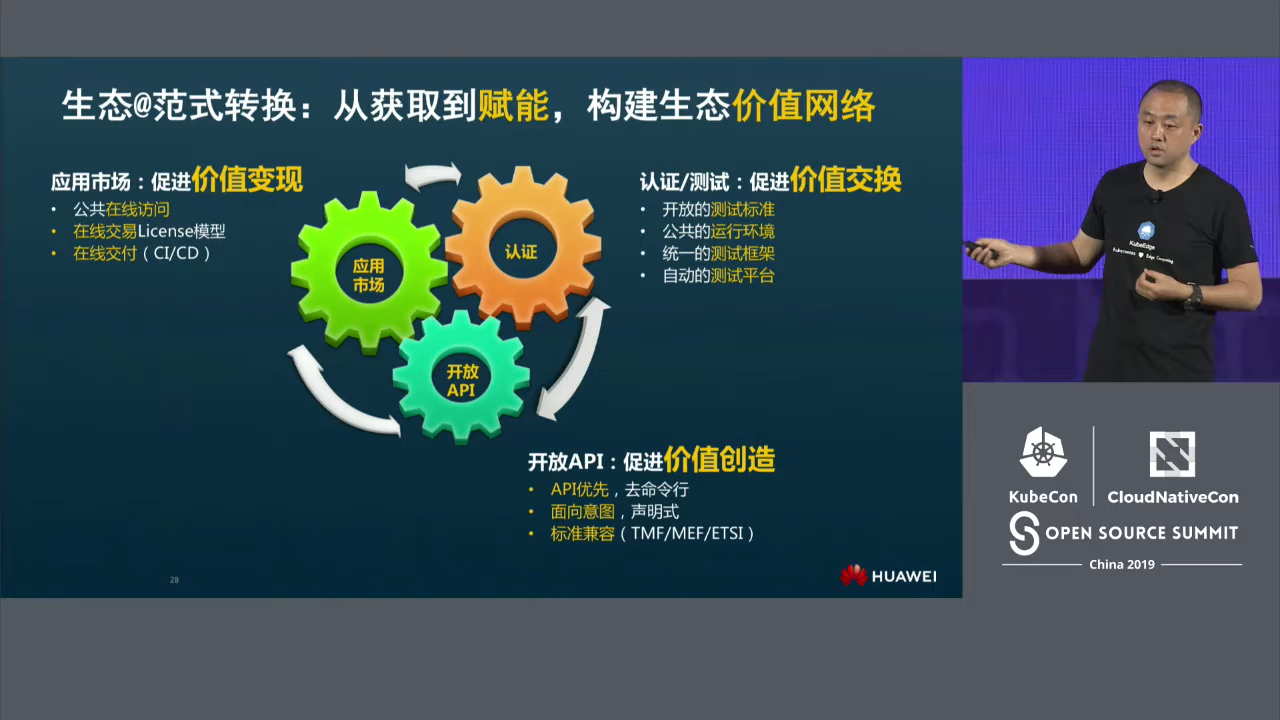 生态@范式转换：从获取到赋能，构建生态价值网络
应用市场：促进价值变现
• 公共在线访问
• 在线交易License模型
• 在线交付（CI/CD）
应用
市场
认证
开放
API
认证/测试：促进价值交换
• 开放的测试标准
• 公共的运行环境
• 统一的测试框架
• 自动的测试平台
开放API：促进价值创造
• API优先，去命令行
• 面向意图，声明式
• 标准兼容（TMF/MEF/ETSI）
28
HUAWEI
KubeEdge
Kubernetes Edge Computing
KubeCon
CloudNativeCon
OPEN SOURCE SUMMIT
China 2019